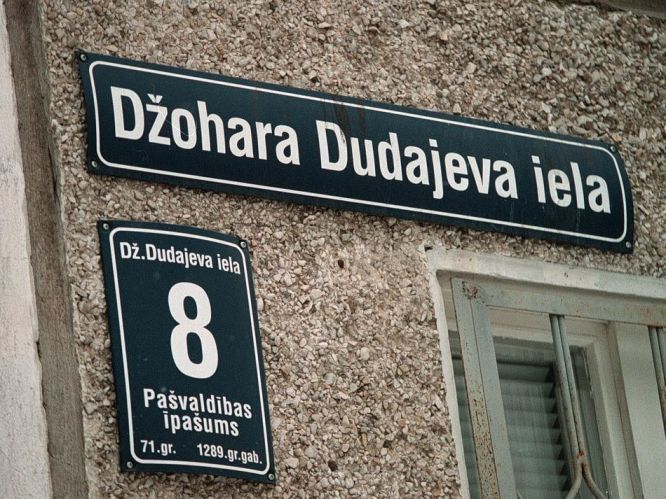 Džohara Dudajeva iela
Dž.Dudajeva iela
8
Pašvaldības
īpašums
71.gr. 1289.gr.gab.